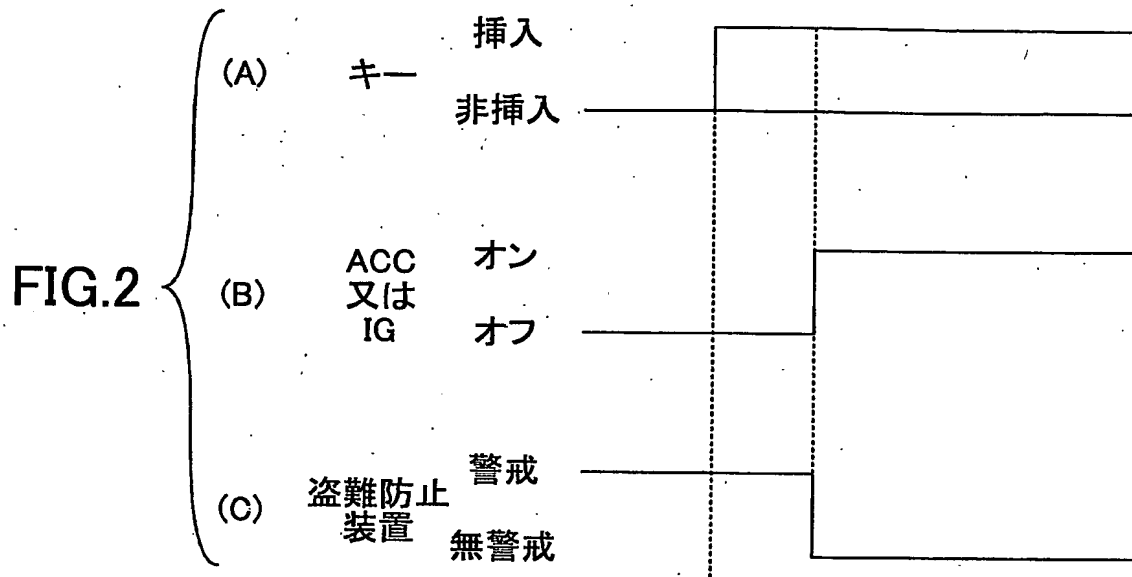 FIG.2
(A)
キー
挿入
非挿入
(B)
ACC
又は
IG
オン
オフ
(C)
盗難防止
装置
警戒
無警戒